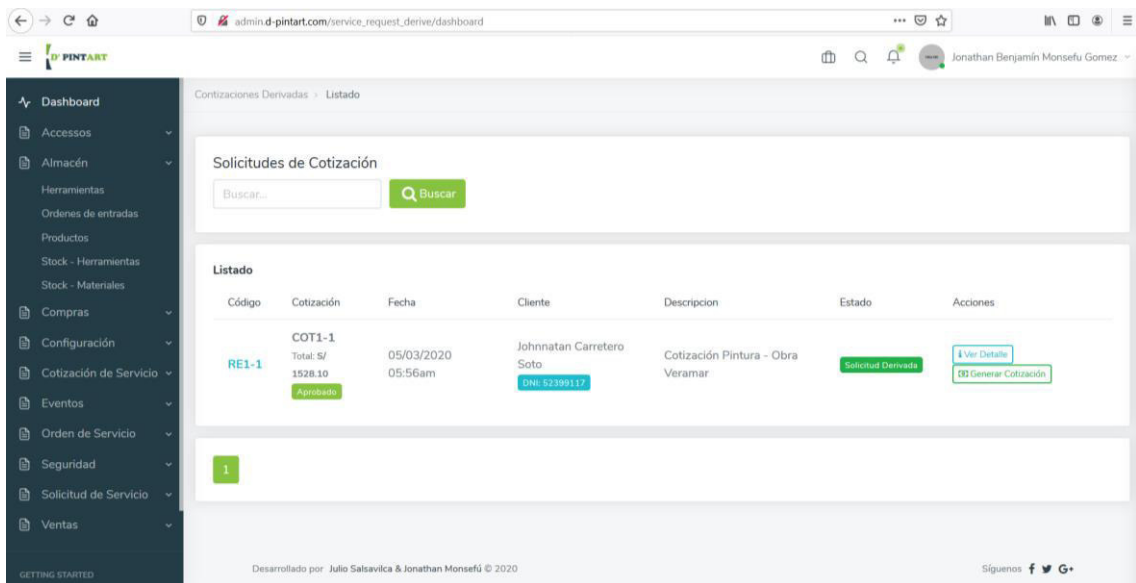 admin.d-pintart.com/service_request_derive/dashboard
D' PINTART
Jonathan Benjamín Monsefu Gomez
Dashboard
Accessos
Almacén
Herramientas
Ordenes de entradas
Productos
Stock - Herramientas
Stock - Materiales
Compras
Configuración
Cotización de Servicio
Eventos
Orden de Servicio
Seguridad
Solicitud de Servicio
Ventas
GETTING STARTED
Contizaciones Derivadas › Listado
Solicitudes de Cotización
Buscar... Buscar
Listado
Código Cotización Fecha Cliente Descripcion Estado Acciones
RE1-1
COT1-1
Total: S/
1528.10
Aprobado
05/03/2020
05:56am
Johnnatan Carretero
Soto
DNI: 52399117
Cotización Pintura - Obra
Veramar
Solicitud Derivada
Ver Detalle
Generar Cotización
1
Desarrollado por Julio Salsavilca & Jonathan Monsefú © 2020
Síguenos